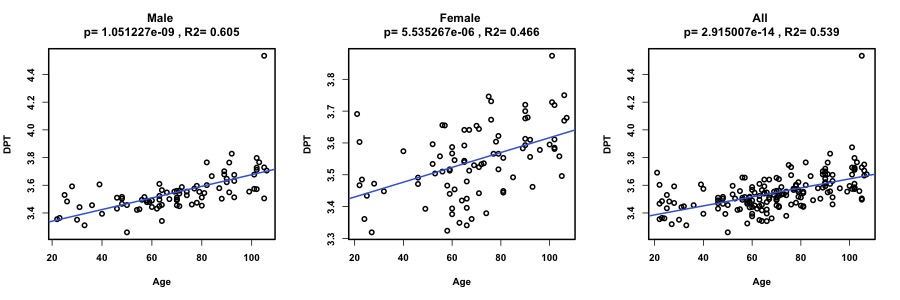 Male
p= 1.051227e-09 , R2= 0.605
DPT
4.4
4.2
4.0
3.8
3.6
3.4
20 40 60 80 100
Age
Female
p= 5.535267e-06 , R2= 0.466
DPT
3.8
3.7
3.6
3.5
3.4
3.3
20 40 60 80 100
Age
All
p= 2.915007e-14 , R2= 0.539
DPT
4.4
4.2
4.0
3.8
3.6
3.4
20 40 60 80 100
Age